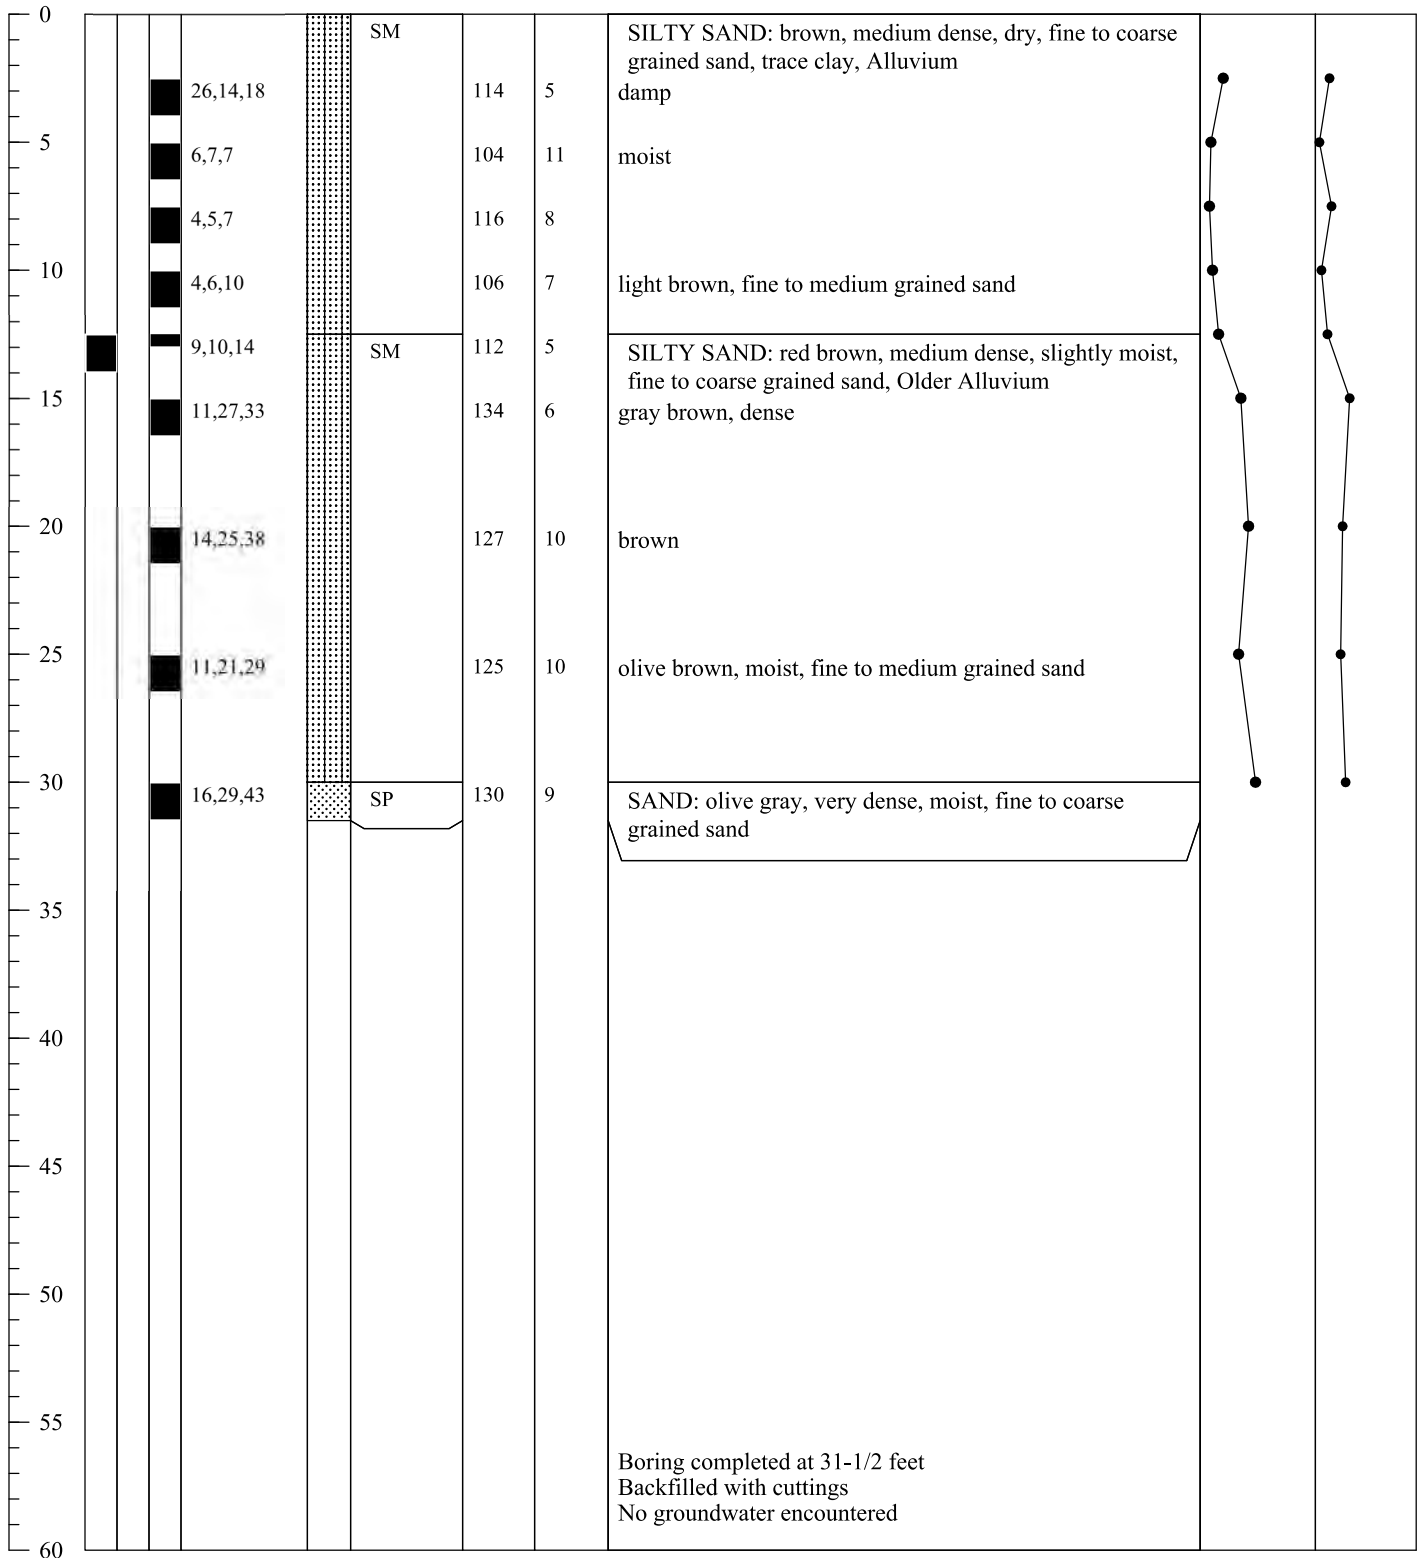 0
SM
SILTY SAND: brown, medium dense, dry, fine to coarse
grained sand, trace clay, Alluvium
26,14,18 114 5 damp
5
6,7,7 104 11 moist
4,5,7 116 8
10
4,6,10 106 7 light brown, fine to medium grained sand
9,10,14 SM 112 5 SILTY SAND: red brown, medium dense, slightly moist,
fine to coarse grained sand, Older Alluvium
15
11,27,33 134 6 gray brown, dense
20
14,25,38 127 10 brown
25
11,21,29 125 10 olive brown, moist, fine to medium grained sand
30
16,29,43 SP 130 9 SAND: olive gray, very dense, moist, fine to coarse
grained sand
35
40
45
50
55
Boring completed at 31-1/2 feet
Backfilled with cuttings
No groundwater encountered
60